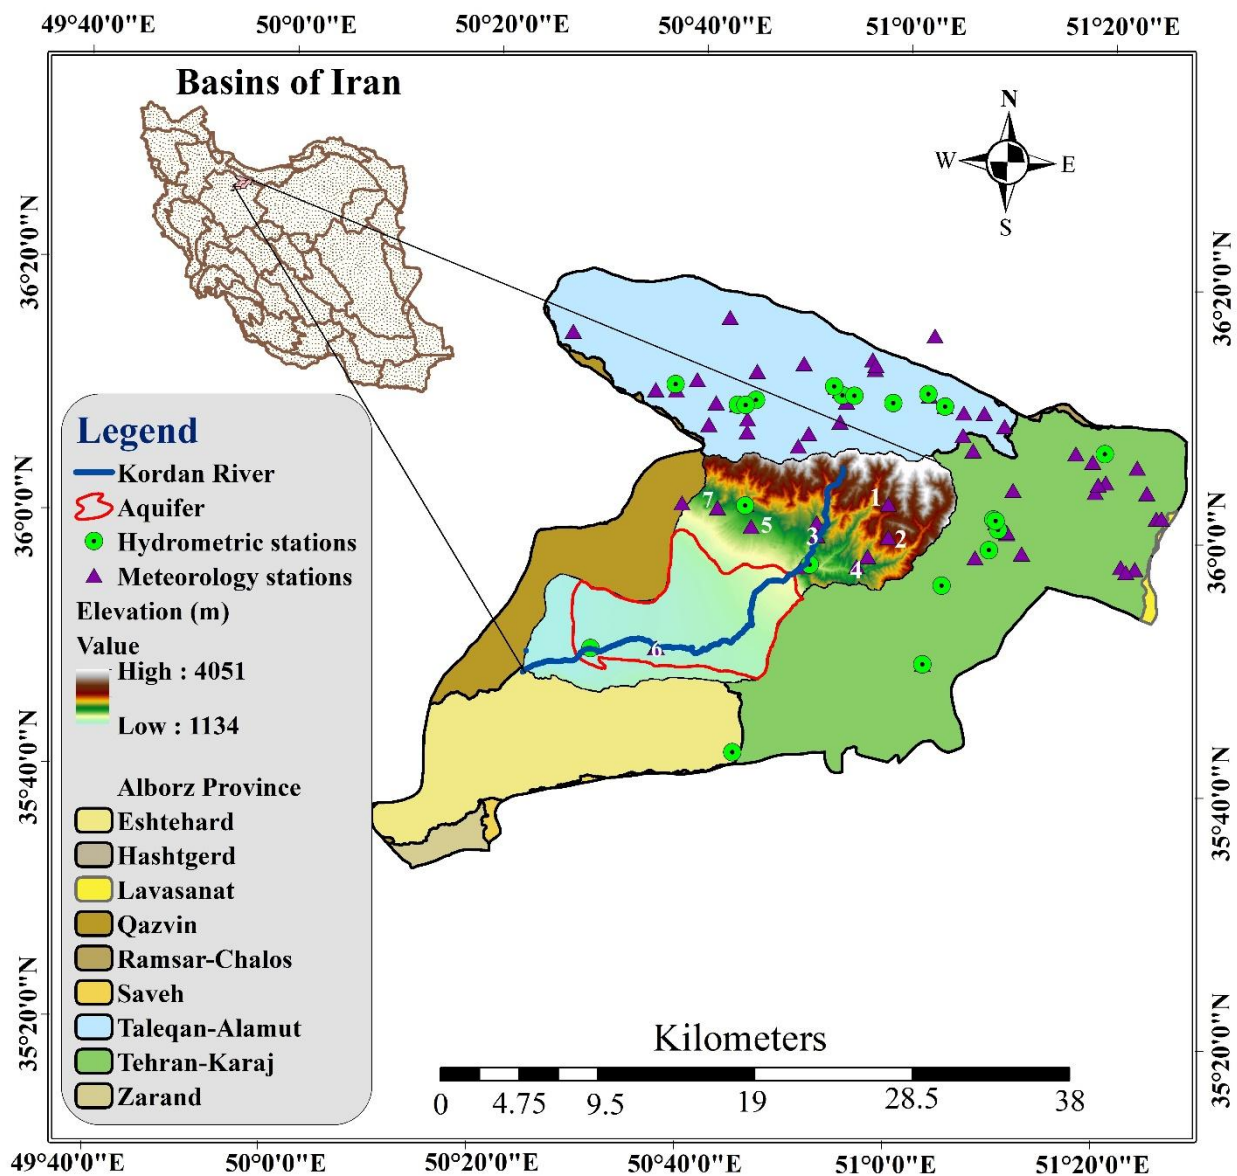 49°40'0"E 50°0'0"E 50°20'0"E 50°40'0"E 51°0'0"E 51°20'0"E
Basins of Iran
N
W E
S
36°20'0"N
36°0'0"N
35°40'0"N
35°20'0"N
36°20'0"N
36°0'0"N
35°40'0"N
35°20'0"N
1
7
5
3
2
4
6
Legend
Kordan River
Aquifer
Hydrometric stations
Meteorology stations
Elevation (m)
Value
High : 4051
Low : 1134
Alborz Province
Eshtehard
Hashtgerd
Lavasanat
Qazvin
Ramsar-Chalos
Saveh
Taleqan-Alamut
Tehran-Karaj
Zarand
Kilometers
0 4.75 9.5 19 28.5 38
49°40'0"E 50°0'0"E 50°20'0"E 50°40'0"E 51°0'0"E 51°20'0"E